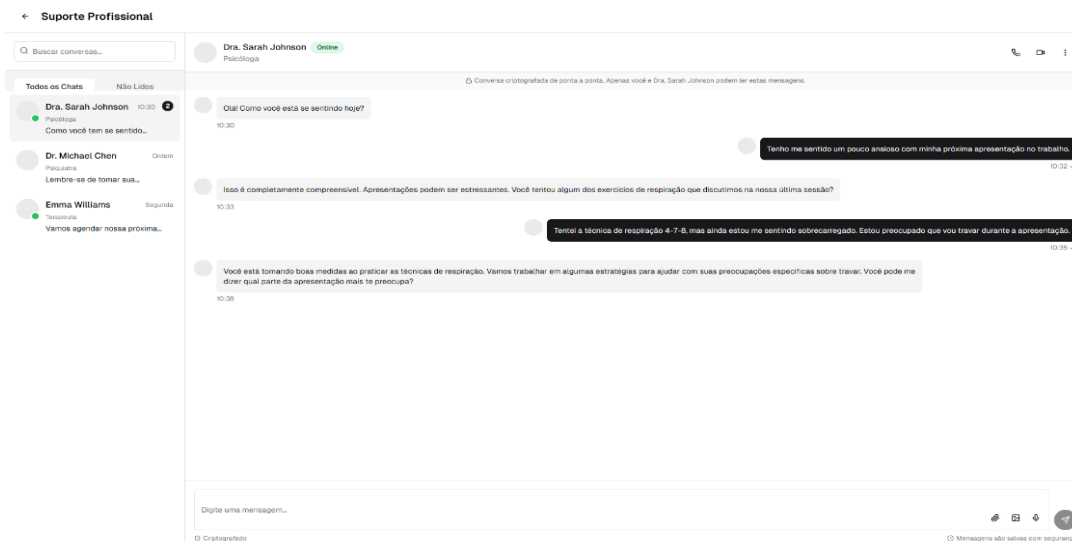 Suporte Profissional
Buscar conversas...
Todos os Chats
Não Lidos
Dra. Sarah Johnson
10:30
2
Psicóloga
Como você tem se sentido...
Dr. Michael Chen
Ontem
Psiquiatra
Lembre-se de tomar sua...
Emma Williams
Segunda
Terapeuta
Vamos agendar nossa próxima...
Dra. Sarah Johnson
Online
Psicóloga
Conversa criptografada de ponta a ponta. Apenas você e Dra. Sarah Johnson podem ler estas mensagens.
Olá! Como você está se sentindo hoje?
10:30
Tenho me sentido um pouco ansioso com minha próxima apresentação no trabalho.
10:32
Isso é completamente compreensível. Apresentações podem ser estressantes. Você tentou algum dos exercícios de respiração que discutimos na nossa última sessão?
10:33
Tentei a técnica de respiração 4-7-8, mas ainda estou me sentindo sobrecarregado. Estou preocupado que vou travar durante a apresentação.
10:35
Você está tomando boas medidas ao praticar as técnicas de respiração. Vamos trabalhar em algumas estratégias para ajudar com suas preocupações específicas sobre travar. Você pode me
dizer qual parte da apresentação mais te preocupa?
10:36
Digite uma mensagem...
Criptografado
Mensagens são salvas com seguranç